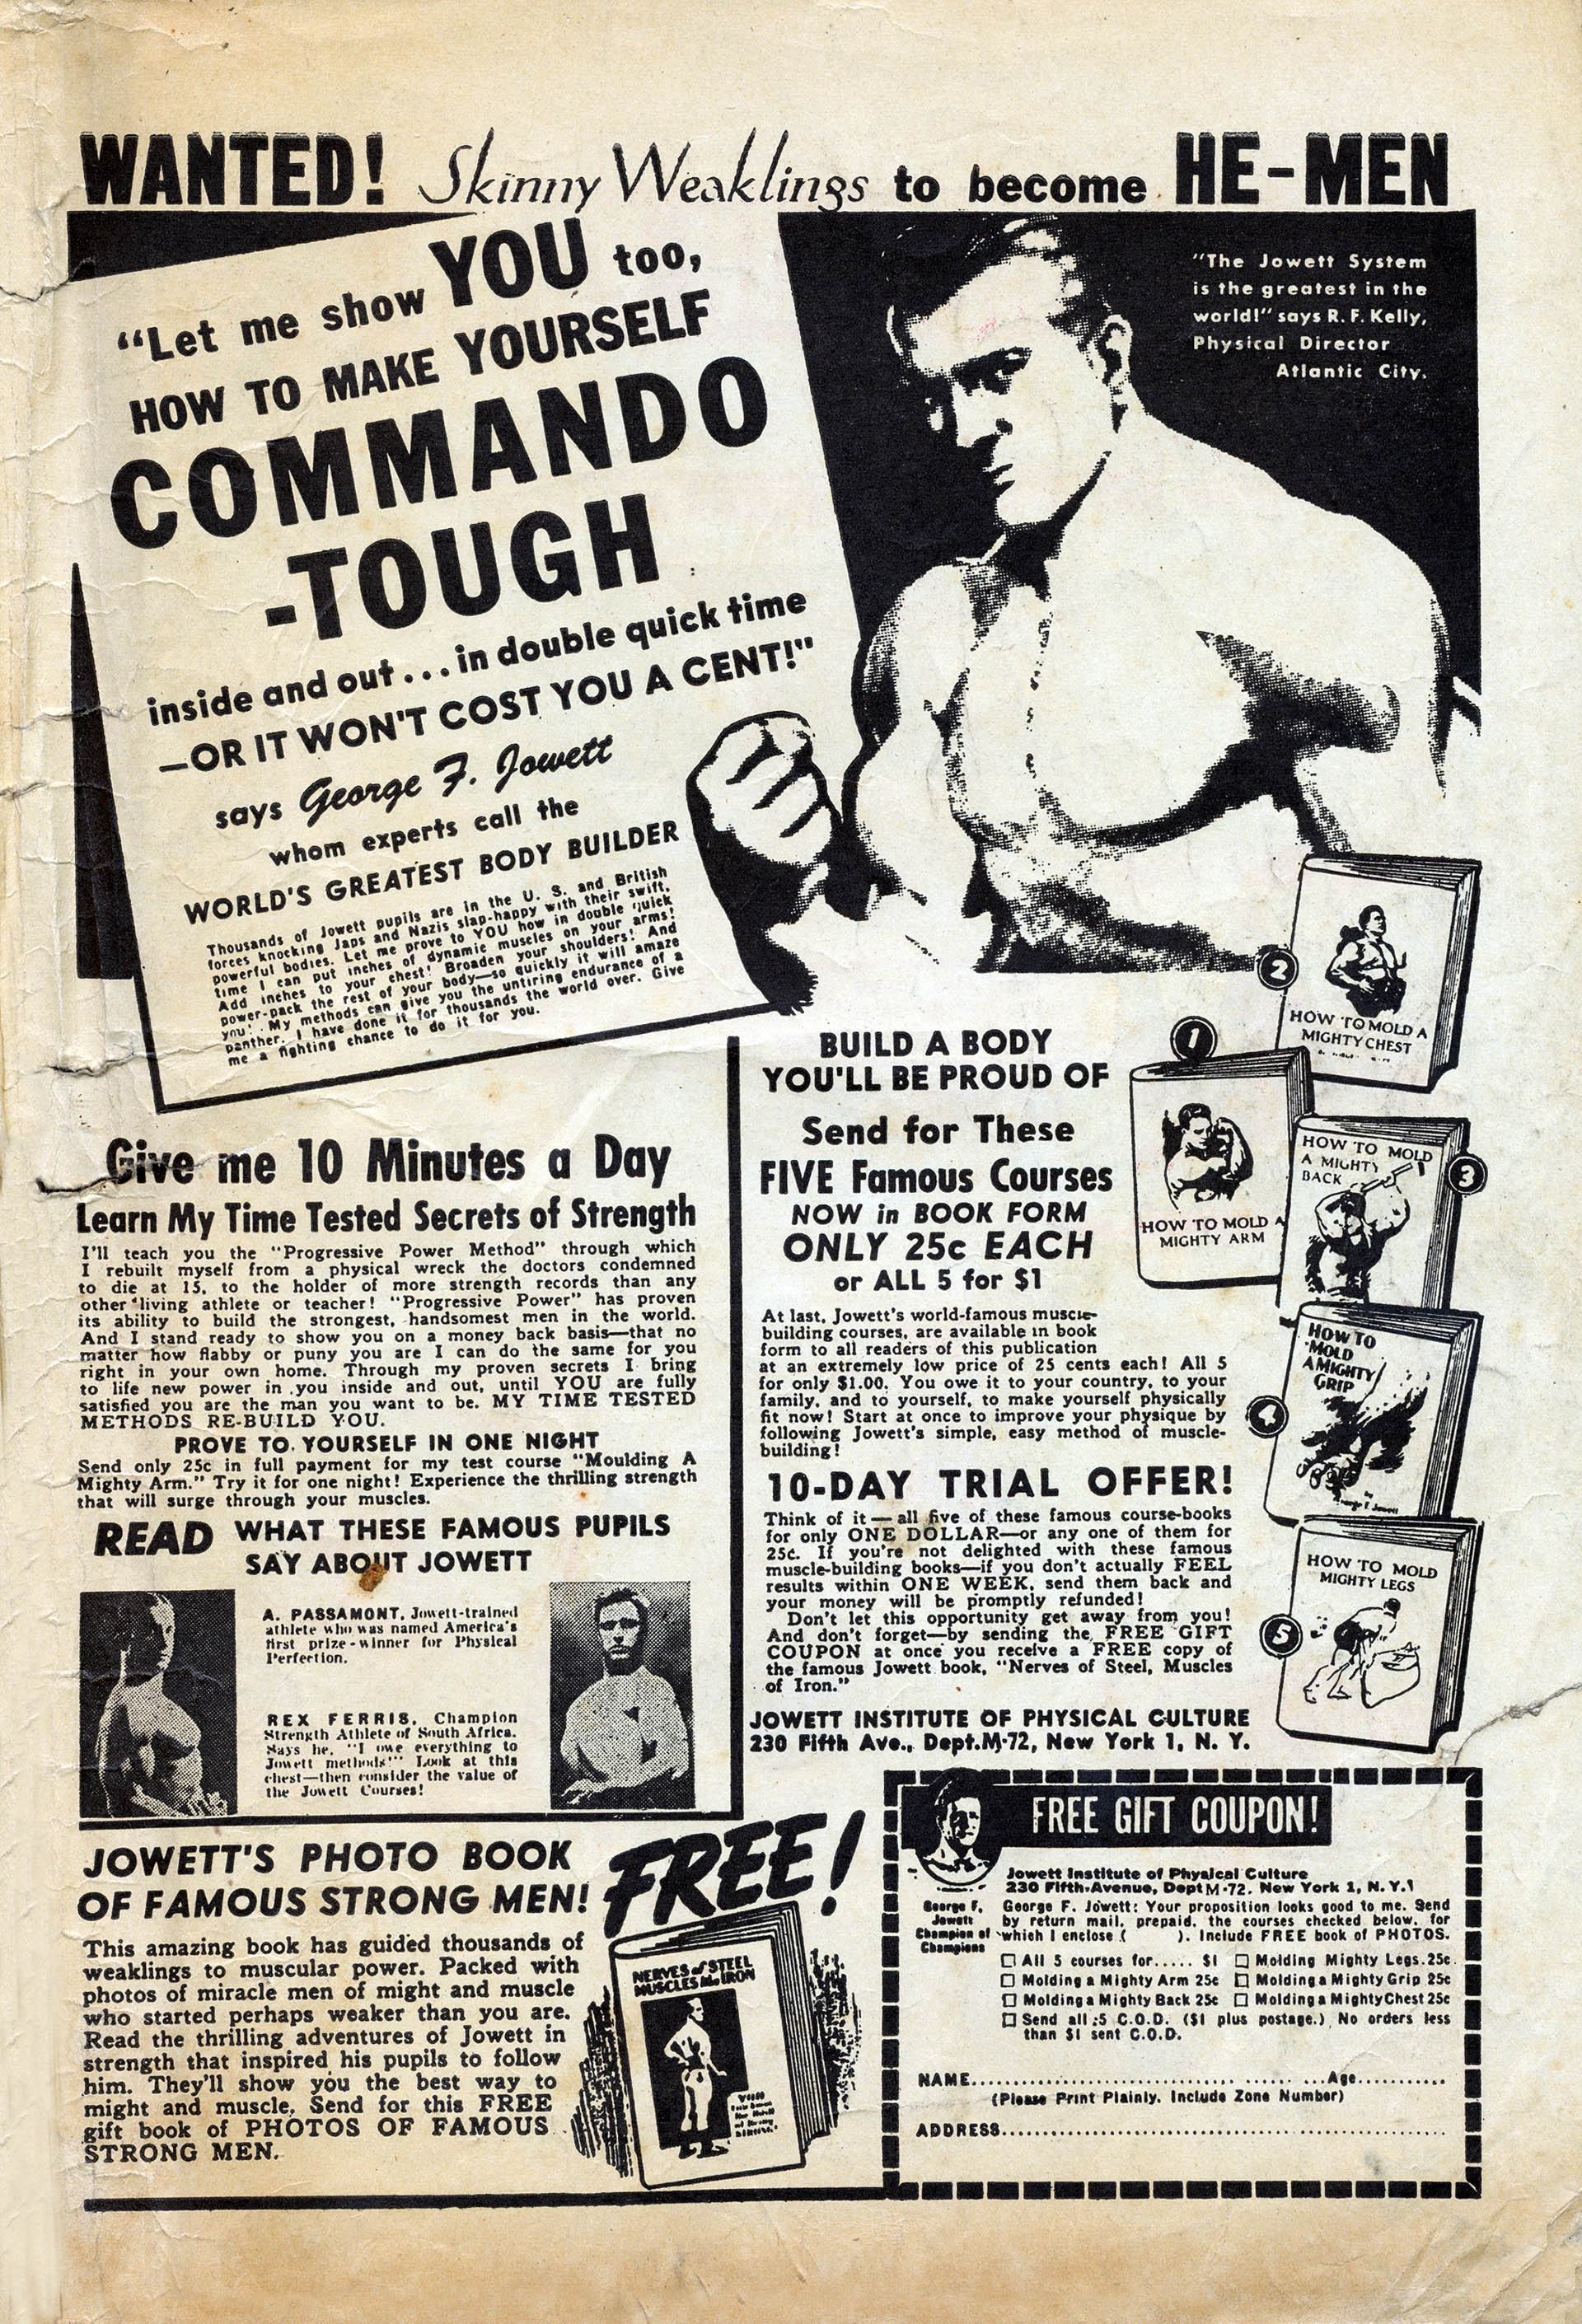 WANTED! Skinny Weaklings to become HE-MEN
"Let me show YOU too,
HOW TO MAKE YOURSELF
COMMANDO
-TOUGH
inside and out...in double quick time
—OR IT WON'T COST YOU A CENT!"
says George F. Jowett
whom experts call the
WORLD'S GREATEST BODY BUILDER
Thousands of Jowett pupils are in the U. S. and British
forces knocking Japs and Nazis slap-happy with their swift,
powerful bodies. Let me prove to YOU how in double quick
time I can put inches of dynamic muscles on your arms!
Add inches to your chest! Broaden your shoulders! And
power-pack the rest of your body—so quickly it will amaze
you! My methods can give you the untiring endurance of a
panther. I have done it for thousands the world over. Give
me a fighting chance to do it for you.
"The Jowett System
is the greatest in the
world!" says R. F. Kelly,
Physical Director
Atlantic City.
Give me 10 Minutes a Day
Learn My Time Tested Secrets of Strength
I'll teach you the "Progressive Power Method" through which
I rebuilt myself from a physical wreck the doctors condemned
to die at 15, to the holder of more strength records than any
other living athlete or teacher! "Progressive Power" has proven
its ability to build the strongest, handsomest men in the world.
And I stand ready to show you on a money back basis—that no
matter how flabby or puny you are I can do the same for you
right in your own home. Through my proven secrets I bring
to life new power in you inside and out, until YOU are fully
satisfied you are the man you want to be. MY TIME TESTED
METHODS RE-BUILD YOU.
PROVE TO YOURSELF IN ONE NIGHT
Send only 25c in full payment for my test course "Moulding A
Mighty Arm." Try it for one night! Experience the thrilling strength
that will surge through your muscles.
READ WHAT THESE FAMOUS PUPILS
SAY ABOUT JOWETT
A. PASSAMONT, Jowett-trained
athlete who was named America's
first prize-winner for Physical
Perfection.
REX FERRIS, Champion
Strength Athlete of South Africa.
Says he, "I owe everything to
Jowett methods!" Look at this
chest—then consider the value of
the Jowett Courses!
BUILD A BODY
YOU'LL BE PROUD OF
Send for These
FIVE Famous Courses
NOW in BOOK FORM
ONLY 25c EACH
or ALL 5 for $1
At last, Jowett's world-famous muscle-
building courses, are available in book
form to all readers of this publication
at an extremely low price of 25 cents each! All 5
for only $1.00. You owe it to your country, to your
family, and to yourself, to make yourself physically
fit now! Start at once to improve your physique by
following Jowett's simple, easy method of muscle-
building!
10-DAY TRIAL OFFER!
Think of it—all five of these famous course-books
for only ONE DOLLAR—or any one of them for
25c. If you're not delighted with these famous
muscle-building books—if you don't actually FEEL
results within ONE WEEK, send them back and
your money will be promptly refunded!
Don't let this opportunity get away from you!
And don't forget—by sending the FREE GIFT
COUPON at once you receive a FREE copy of
the famous Jowett book, "Nerves of Steel, Muscles
of Iron."
JOWETT INSTITUTE OF PHYSICAL CULTURE
230 Fifth Ave., Dept.M-72, New York 1, N. Y.
2
HOW TO MOLD A
MIGHTY CHEST
1
HOW TO MOLD A
MIGHTY ARM
3
HOW TO MOLD
A MIGHTY
BACK
4
HOW TO
MOLD
A MIGHTY
GRIP
by
George F. Jowett
5
HOW TO MOLD
MIGHTY LEGS
JOWETT'S PHOTO BOOK
OF FAMOUS STRONG MEN!
FREE!
This amazing book has guided thousands of
weaklings to muscular power. Packed with
photos of miracle men of might and muscle
who started perhaps weaker than you are.
Read the thrilling adventures of Jowett in
strength that inspired his pupils to follow
him. They'll show you the best way to
might and muscle. Send for this FREE
gift book of PHOTOS OF FAMOUS
STRONG MEN.
NERVES of STEEL
MUSCLES like IRON
FREE GIFT COUPON!
George F.
Jowett
Champion of
Champions
Jowett Institute of Physical Culture
230 Fifth-Avenue, Dept M-72, New York 1, N. Y.
George F. Jowett: Your proposition looks good to me. Send
by return mail, prepaid, the courses checked below, for
which I enclose ( ). Include FREE book of PHOTOS.
☐ All 5 courses for..... $1 ☐ Molding Mighty Legs.25c
☐ Molding a Mighty Arm 25c ☐ Molding a Mighty Grip 25c
☐ Molding a Mighty Back 25c ☐ Molding a Mighty Chest 25c
☐ Send all 5 C.O.D. ($1 plus postage.) No orders less
than $1 sent C.O.D.
NAME..........Age..........
(Please Print Plainly. Include Zone Number)
ADDRESS..........